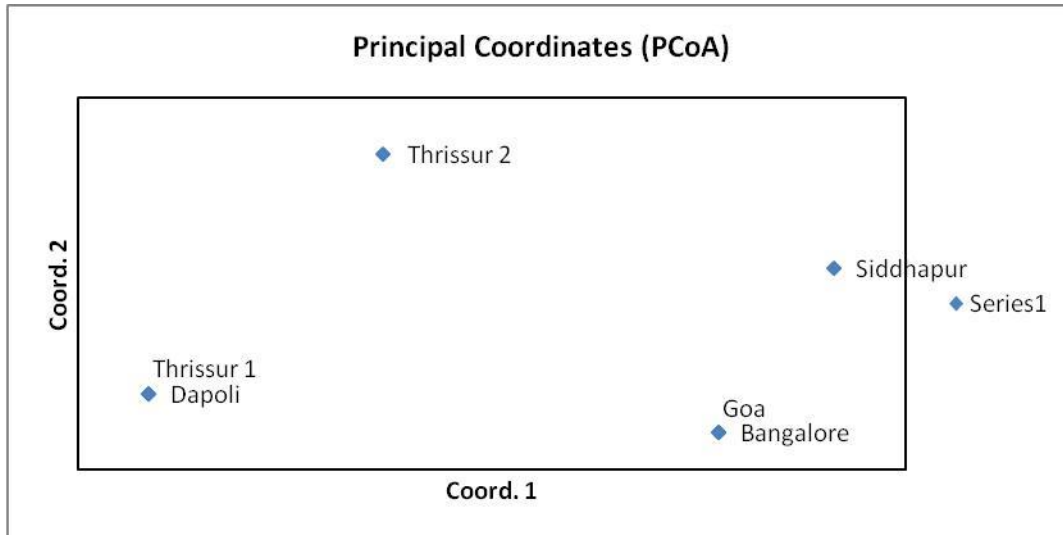 Principal Coordinates (PCoA)
Thrissur 2
Coord. 2
Siddhapur
Series1
Thrissur 1
Dapoli
Goa
Bangalore
Coord. 1